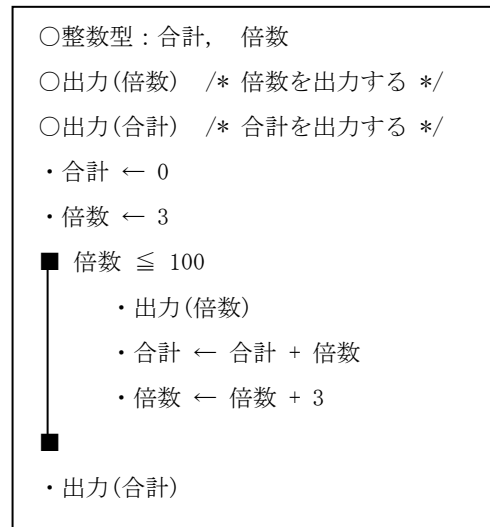 ○整数型:合計, 倍数
○出力(倍数) /* 倍数を出力する */
○出力(合計) /* 合計を出力する */
・合計 ← 0
・倍数 ← 3
■ 倍数 ≦ 100
・出力(倍数)
・合計 ← 合計 + 倍数
・倍数 ← 倍数 + 3
■
・出力(合計)